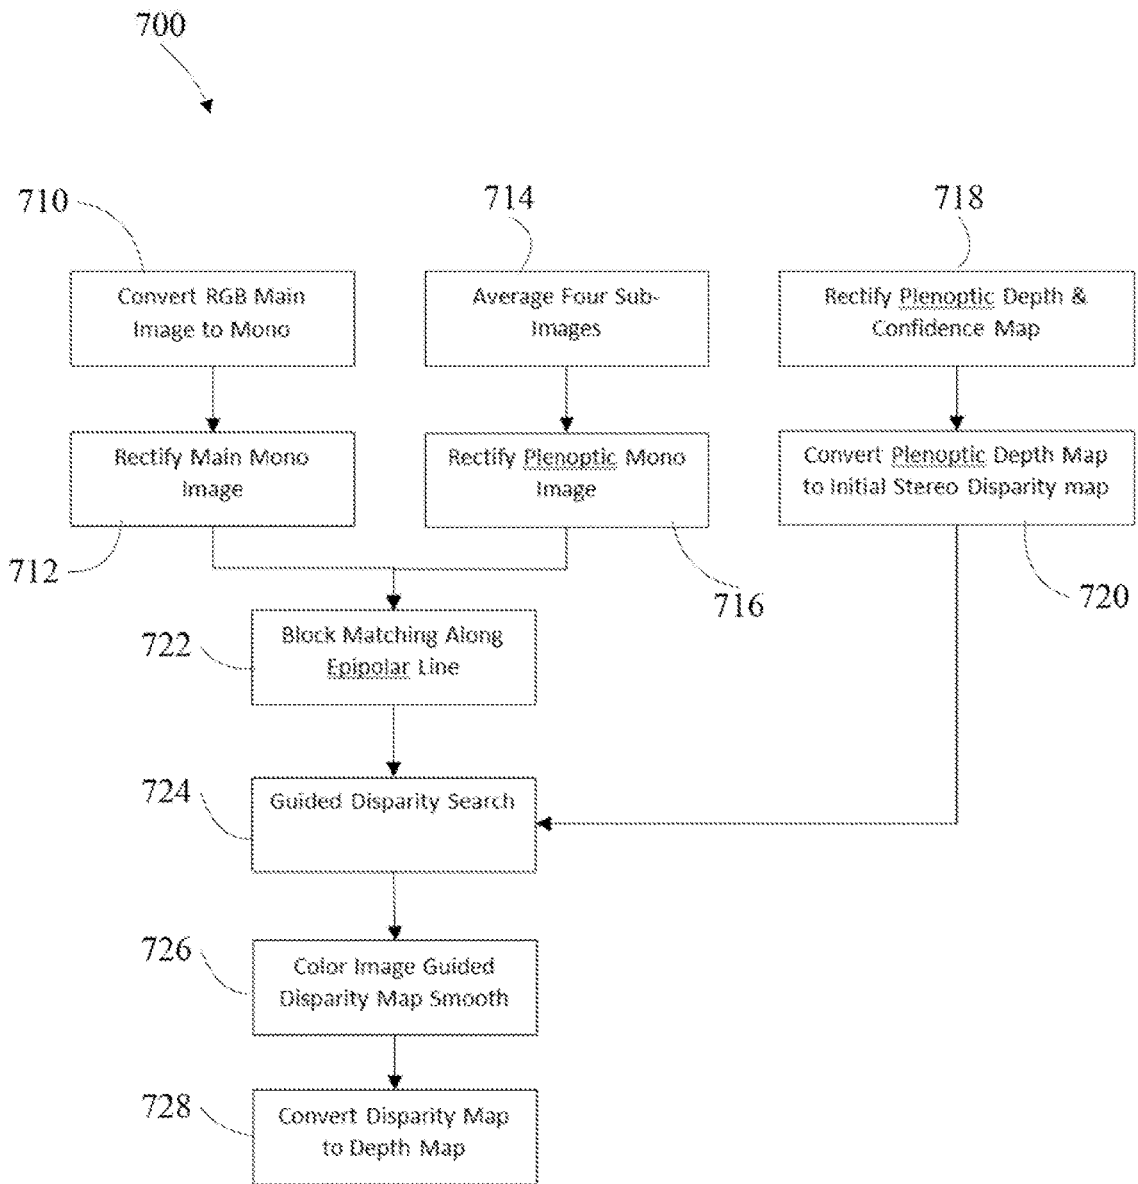 700
710
714
718
Convert RGB Main
Image to Mono
Average Four Sub-
Images
Rectify Plenoptic Depth &
Confidence Map
Rectify Main Mono
Image
Rectify Plenoptic Mono
Image
Convert Plenoptic Depth Map
to Initial Stereo Disparity map
712
716
720
722
Block Matching Along
Epipolar Line
724
Guided Disparity Search
726
Color Image Guided
Disparity Map Smooth
728
Convert Disparity Map
to Depth Map